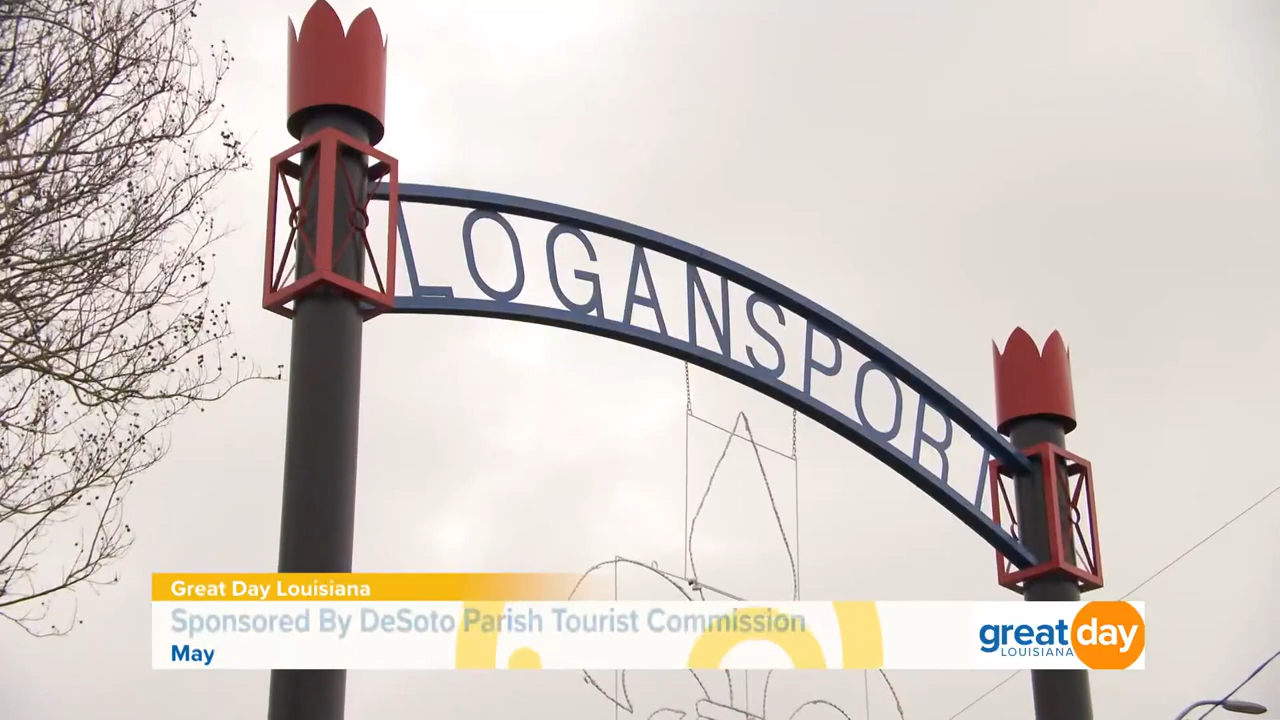 LOGANSPORT
Great Day Louisiana
Sponsored By DeSoto Parish Tourist Commission
May
great day
LOUISIANA